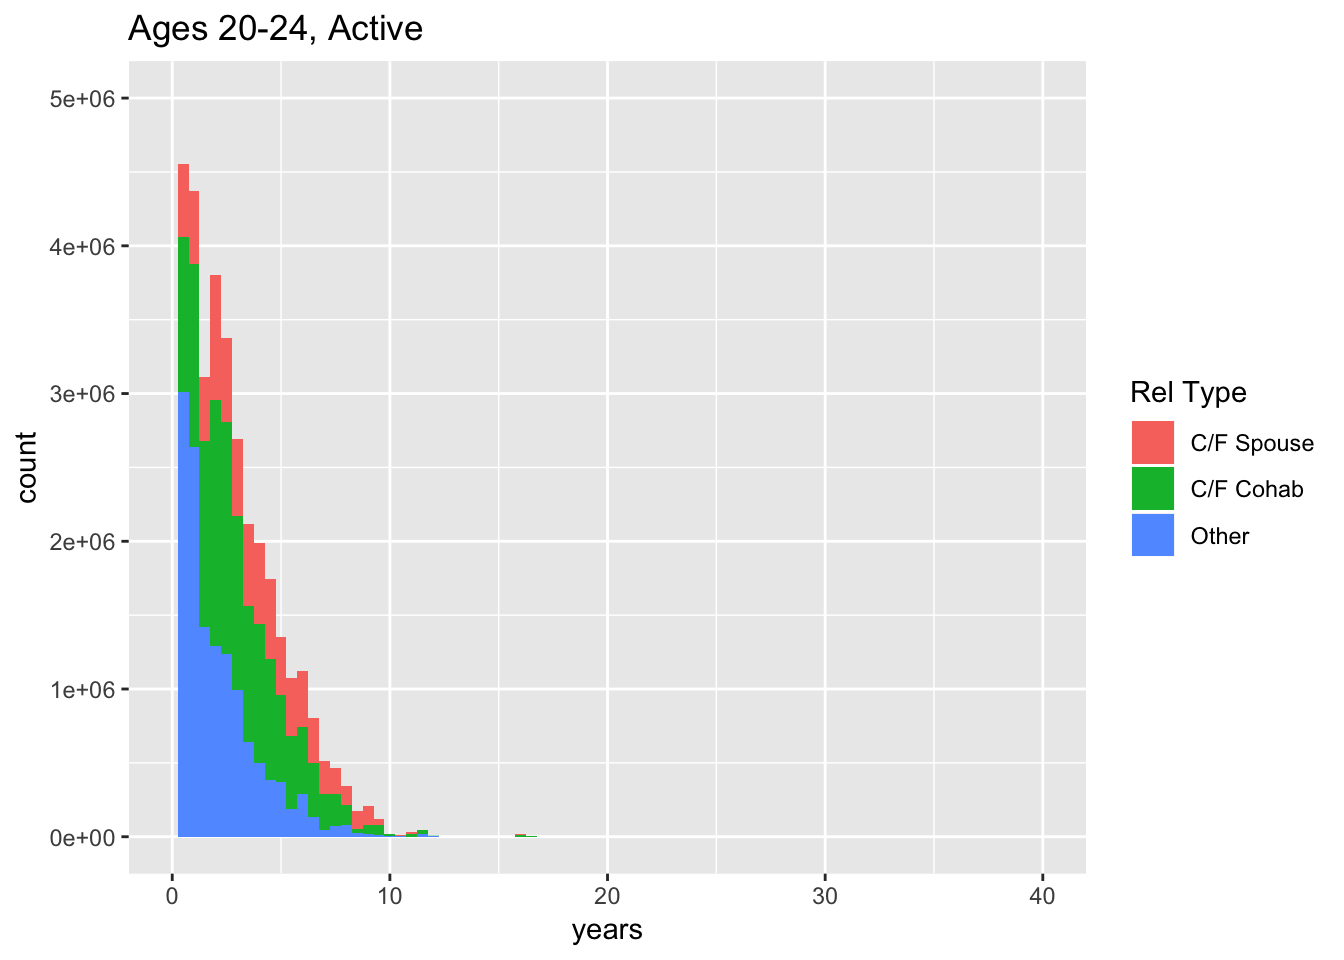 Ages 20-24, Active
5e+06
4e+06
3e+06
2e+06
1e+06
0e+00
count
0 10 20 30 40
years
Rel Type
C/F Spouse
C/F Cohab
Other